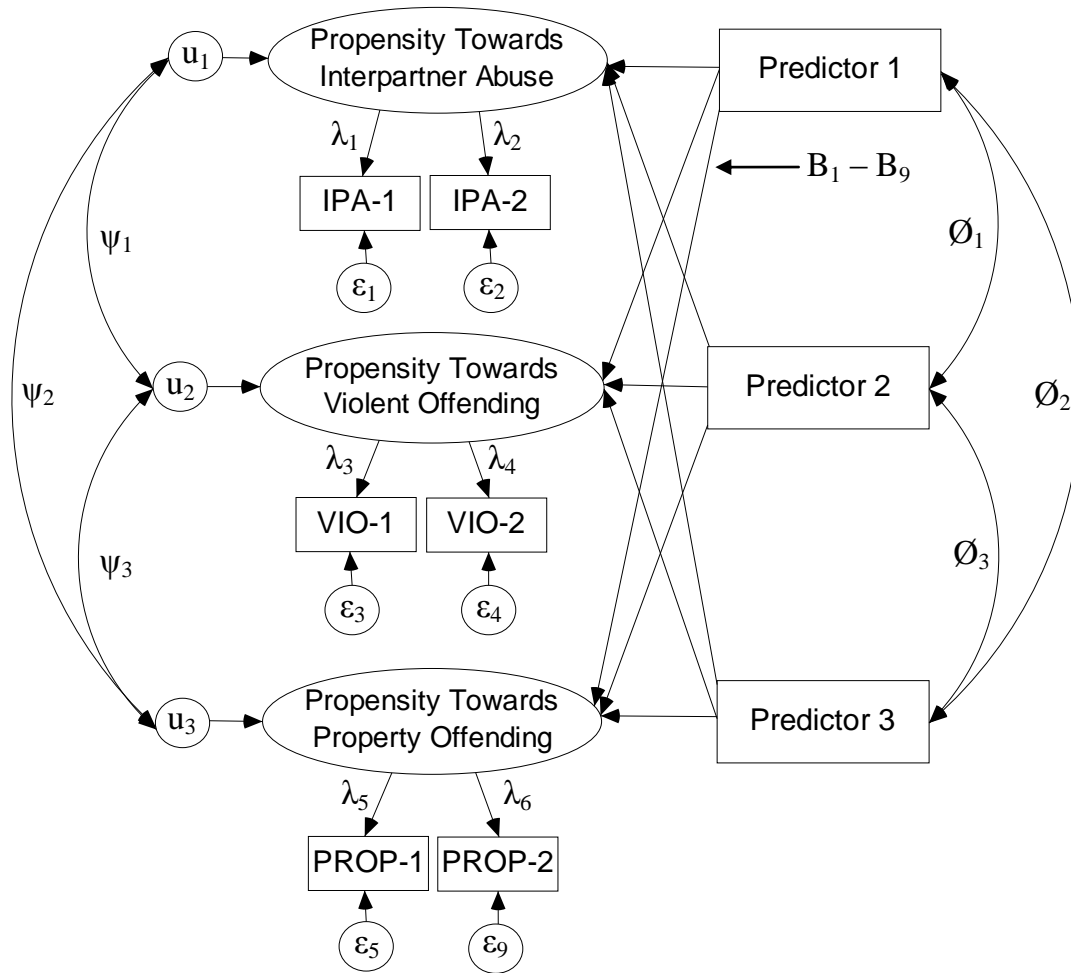 u1
Propensity Towards
Interpartner Abuse
Predictor 1
λ1
λ2
B1 – B9
IPA-1
IPA-2
ψ1
Ø1
ε1
ε2
Propensity Towards
Violent Offending
u2
Predictor 2
ψ2
Ø2
λ3
λ4
VIO-1
VIO-2
ψ3
Ø3
ε3
ε4
Propensity Towards
Property Offending
u3
Predictor 3
λ5
λ6
PROP-1
PROP-2
ε5
ε9